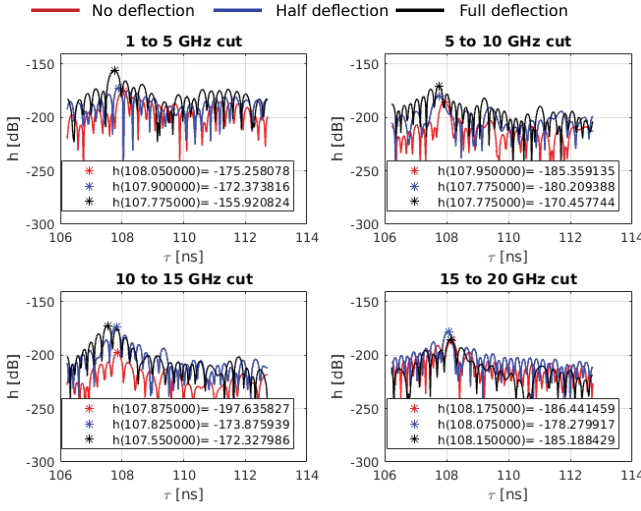 No deflection Half deflection Full deflection
1 to 5 GHz cut
-150
-200
-250
-300
h [dB]
h(108.050000)= -175.258078
h(107.900000)= -172.373816
h(107.775000)= -155.920824
106 108 110 112 114
τ [ns]
5 to 10 GHz cut
-150
-200
-250
-300
h [dB]
h(107.950000)= -185.359135
h(107.775000)= -180.209388
h(107.775000)= -170.457744
106 108 110 112 114
τ [ns]
10 to 15 GHz cut
-150
-200
-250
-300
h [dB]
h(107.875000)= -197.635827
h(107.825000)= -173.875939
h(107.550000)= -172.327986
106 108 110 112 114
τ [ns]
15 to 20 GHz cut
-150
-200
-250
-300
h [dB]
h(108.175000)= -186.441459
h(108.075000)= -178.279917
h(108.150000)= -185.188429
106 108 110 112 114
τ [ns]